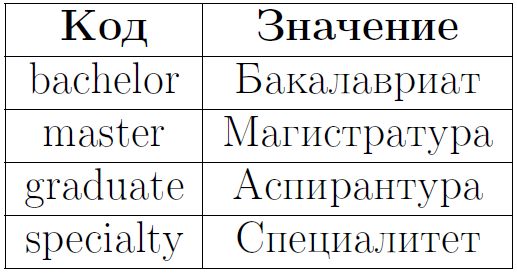 Код Значение
bachelor Бакалавриат
master Магистратура
graduate Аспирантура
specialty Специалитет